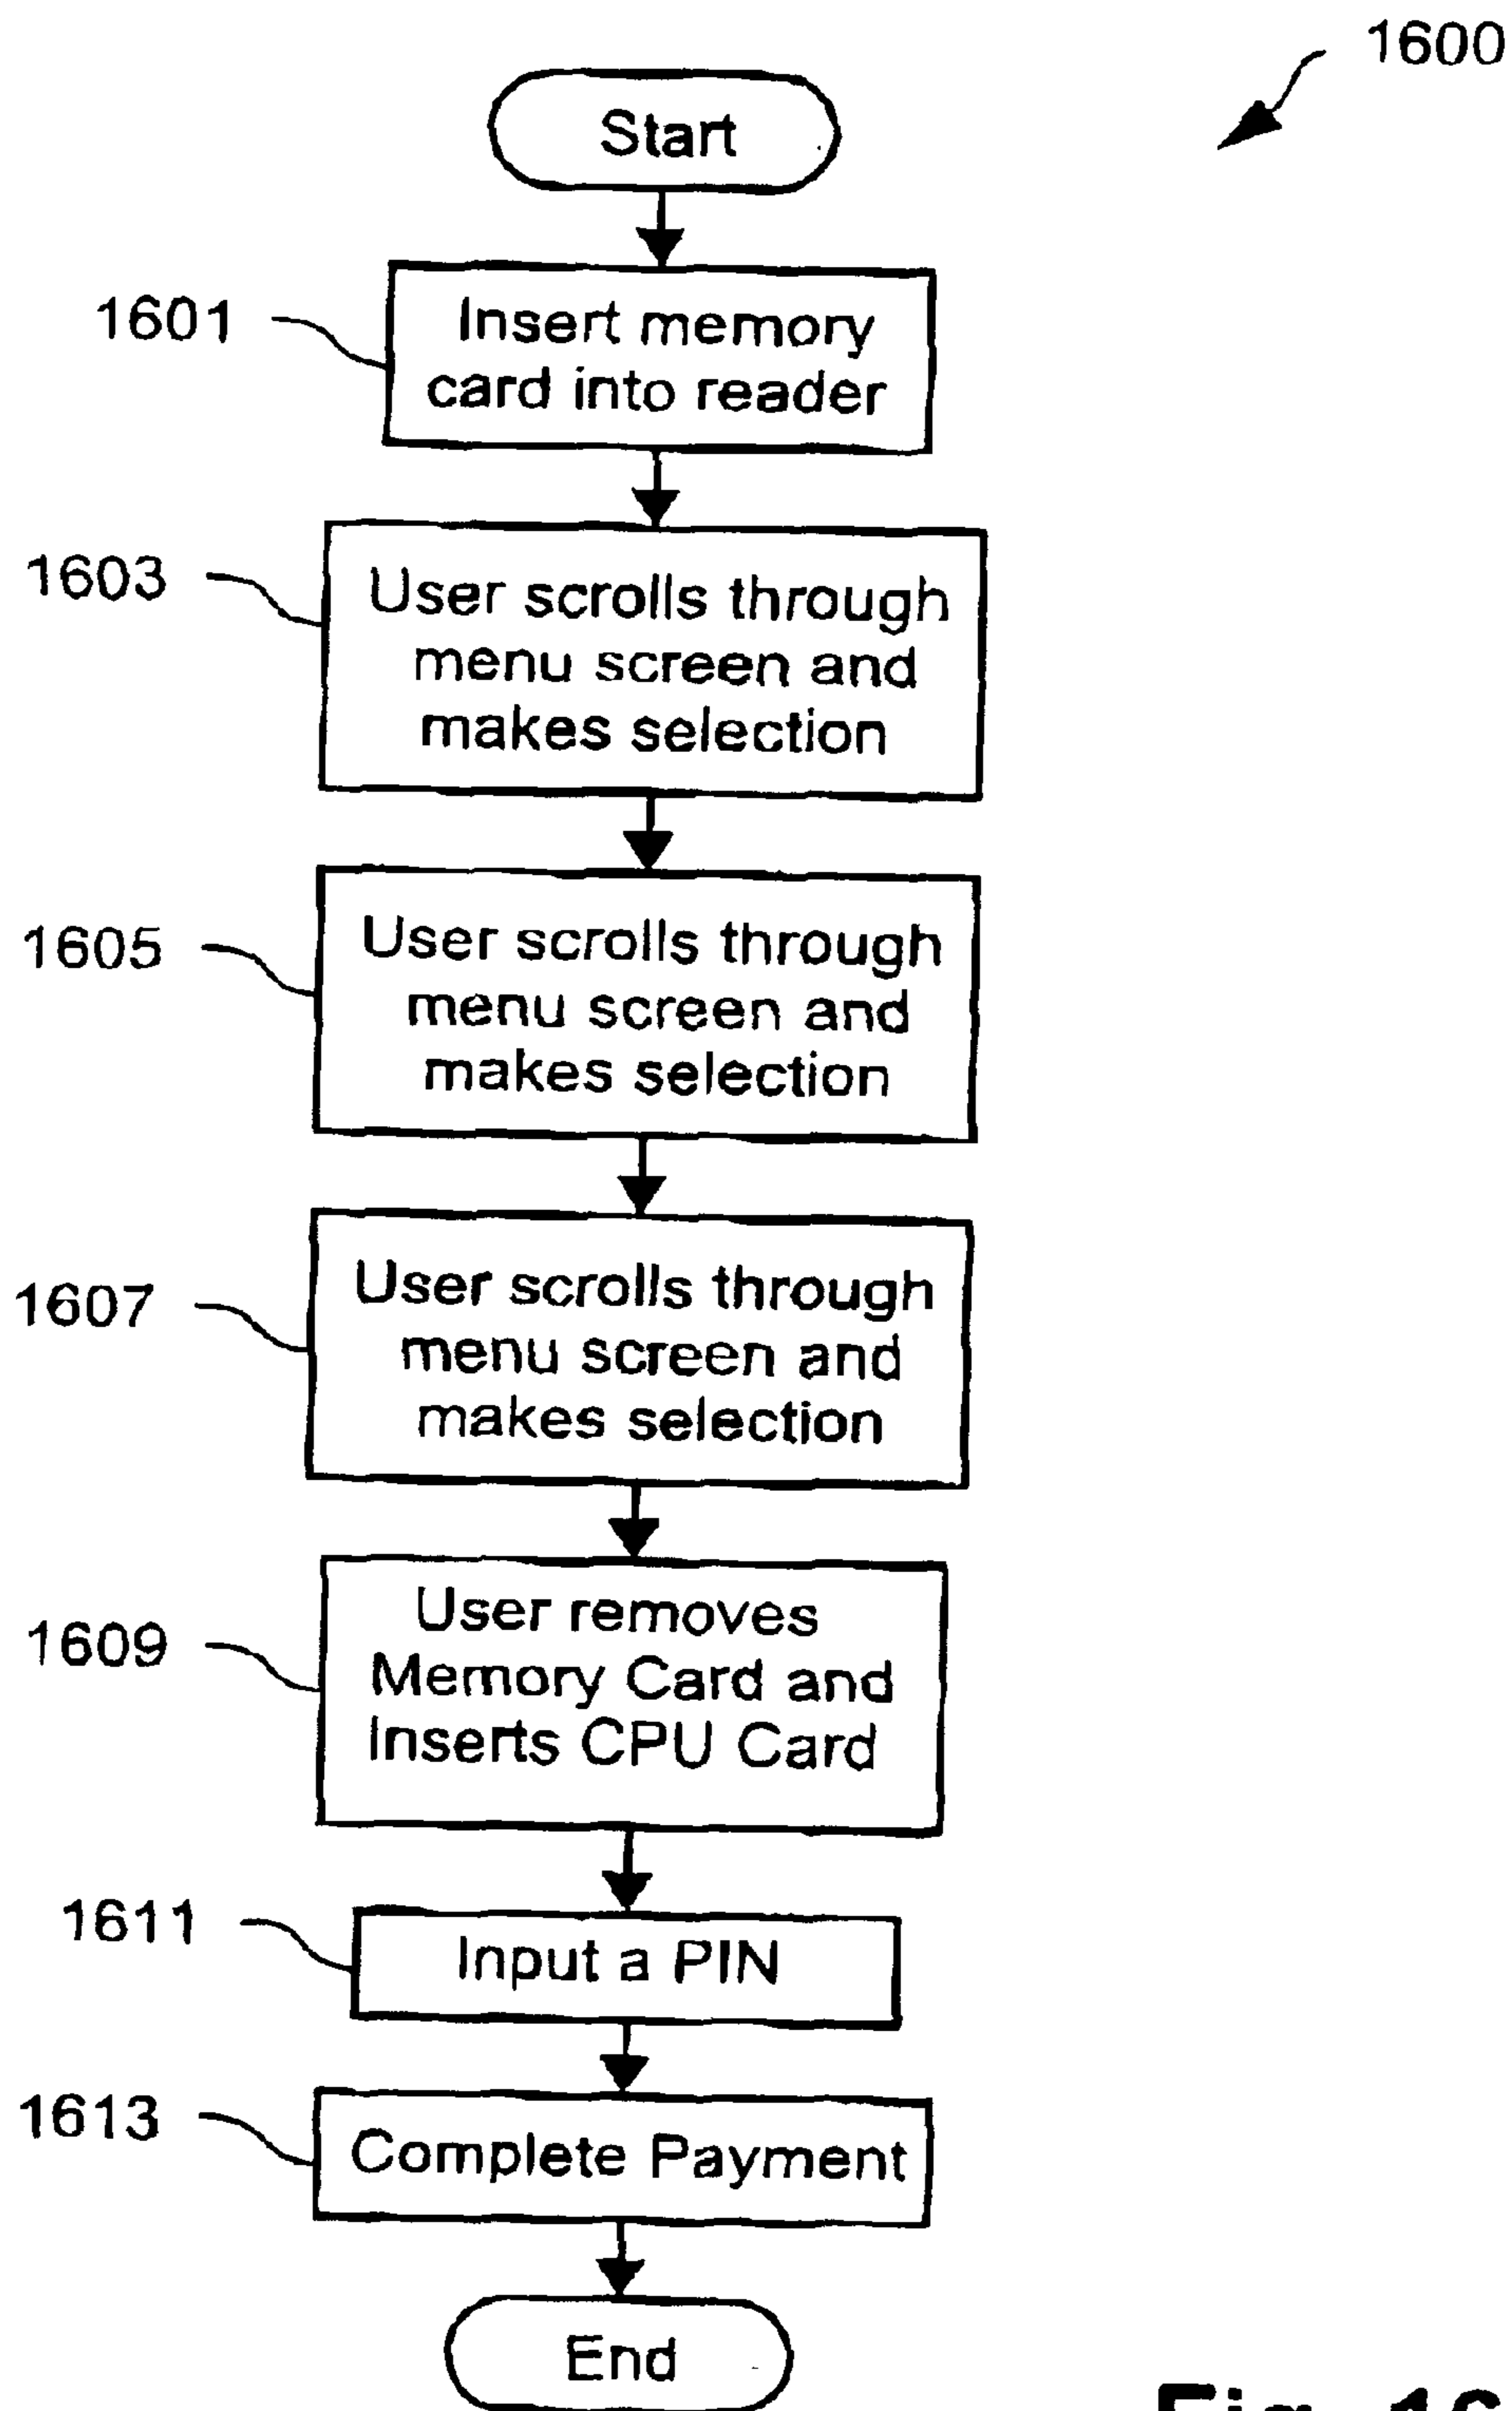 1600
Start
1601
Insert memory
card into reader
1603
User scrolls through
menu screen and
makes selection
1605
User scrolls through
menu screen and
makes selection
1607
User scrolls through
menu screen and
makes selection
1609
User removes
Memory Card and
Inserts CPU Card
1611
Input a PIN
1613
Complete Payment
End
Fig. 16